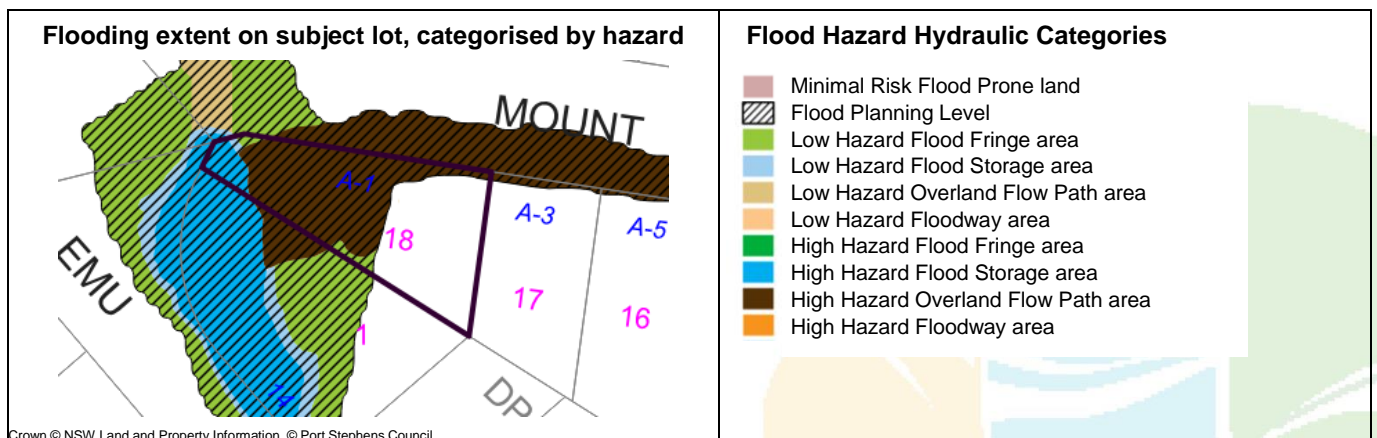 Flooding extent on subject lot, categorised by hazard
MOUNT
A-1
A-3
A-5
18
17
16
EMU
1
14
DP
Crown © NSW Land and Property Information, © Port Stephens Council
Flood Hazard Hydraulic Categories
Minimal Risk Flood Prone land
Flood Planning Level
Low Hazard Flood Fringe area
Low Hazard Flood Storage area
Low Hazard Overland Flow Path area
Low Hazard Floodway area
High Hazard Flood Fringe area
High Hazard Flood Storage area
High Hazard Overland Flow Path area
High Hazard Floodway area